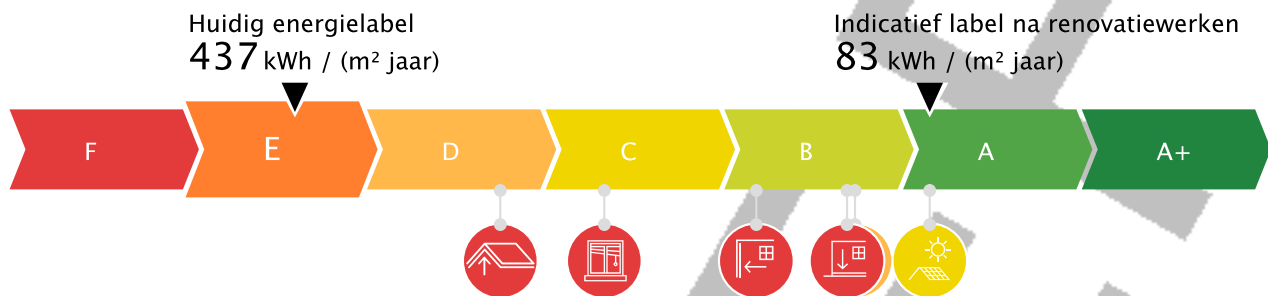 Huidig energielabel
437 kWh / (m² jaar)
Indicatief label na renovatiewerken
83 kWh / (m² jaar)
F E D C B A A+